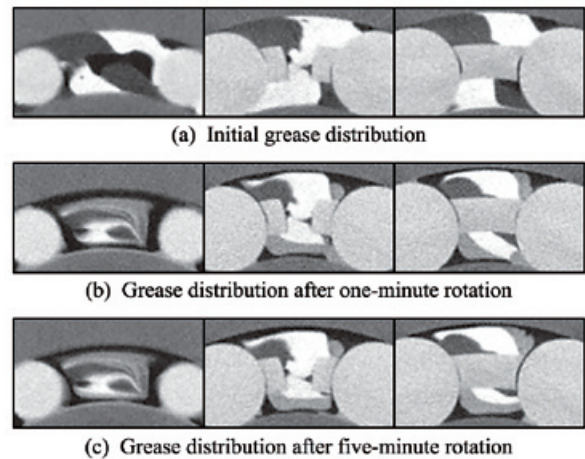 (a) Initial grease distribution
(b) Grease distribution after one-minute rotation
(c) Grease distribution after five-minute rotation